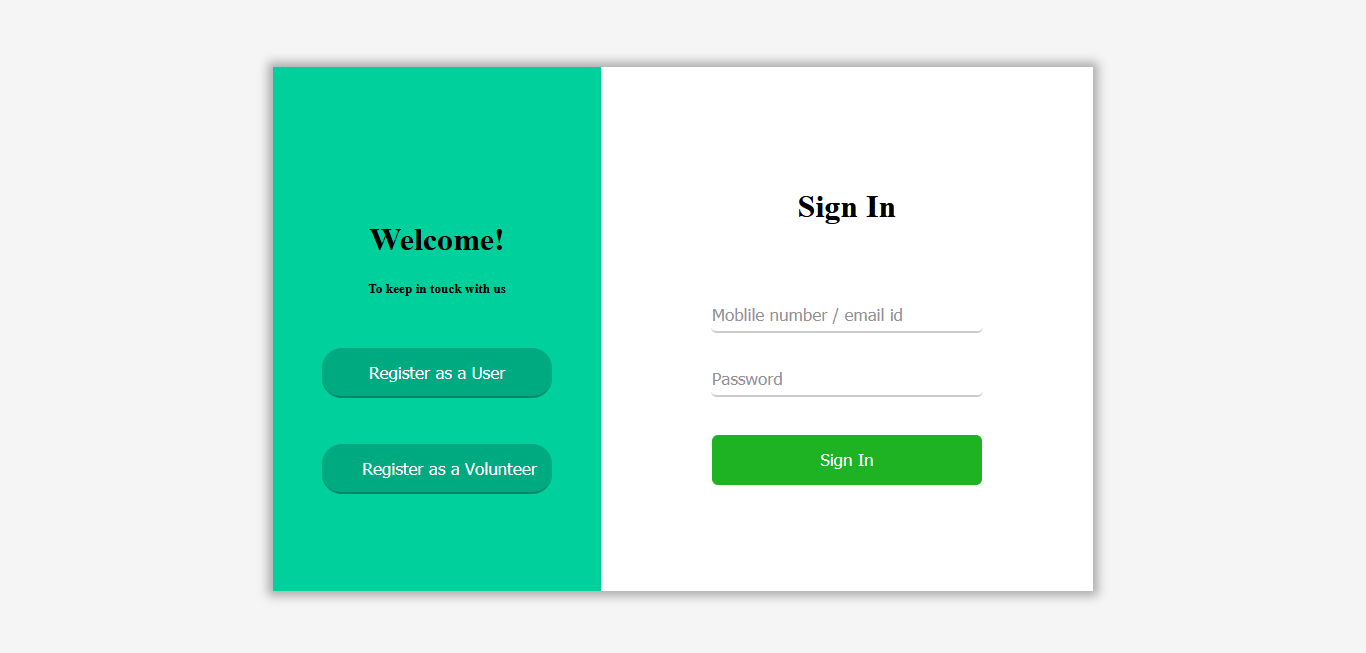 Welcome!
To keep in touch with us
Register as a User
Register as a Volunteer
Sign In
Moblile number / email id
Password
Sign In